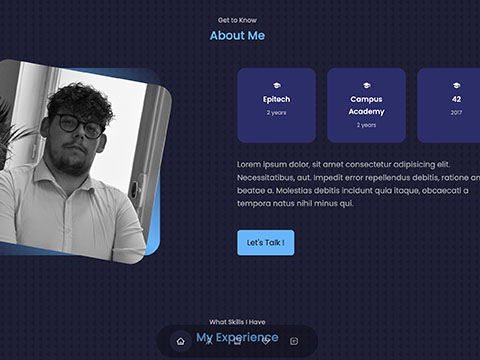 Get to Know
About Me
Epitech
2 years
Campus
Academy
2 years
42
2017
Lorem ipsum dolor, sit amet consectetur adipisicing elit.
Necessitatibus, aut. Impedit error repellendus debitis, ratione
beatae a. Molestias debitis incidunt quia itaque, obcaecati a
tempora natus nihil minus qui.
Let's Talk !
What Skills I Have
My Experience